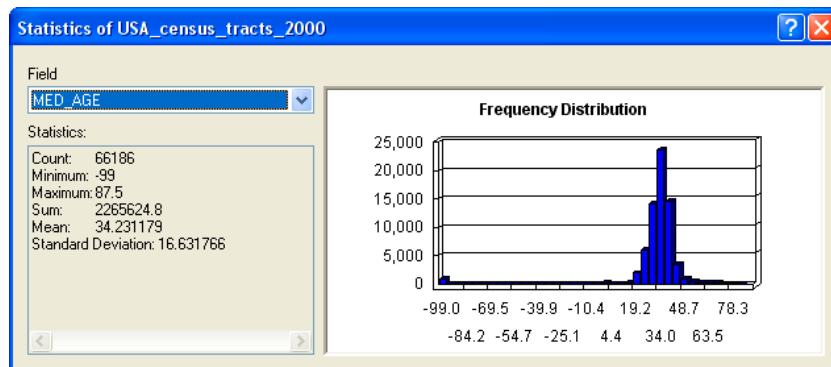 Statistics of USA_census_tracts_2000
Field
MED_AGE
Statistics:
Count: 66186
Minimum: -99
Maximum: 87.5
Sum: 2265624.8
Mean: 34.231179
Standard Deviation: 16.631766
Frequency Distribution
25,000
20,000
15,000
10,000
5,000
0
-99.0 -69.5 -39.9 -10.4 19.2 48.7 78.3
-84.2 -54.7 -25.1 4.4 34.0 63.5